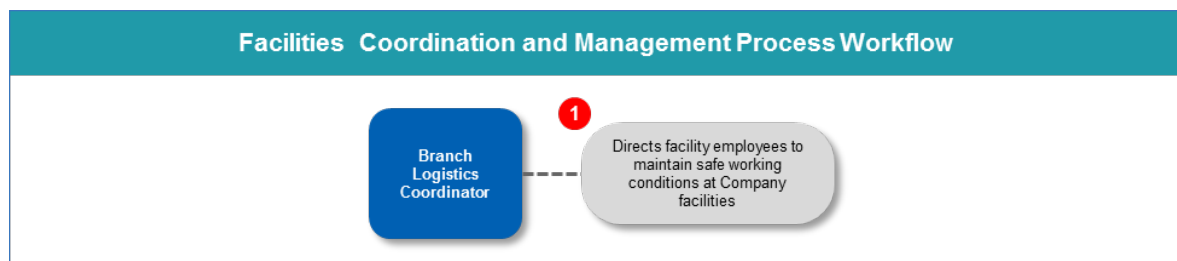 Facilities Coordination and Management Process Workflow
1
Branch
Logistics
Coordinator
Directs facility employees to
maintain safe working
conditions at Company
facilities